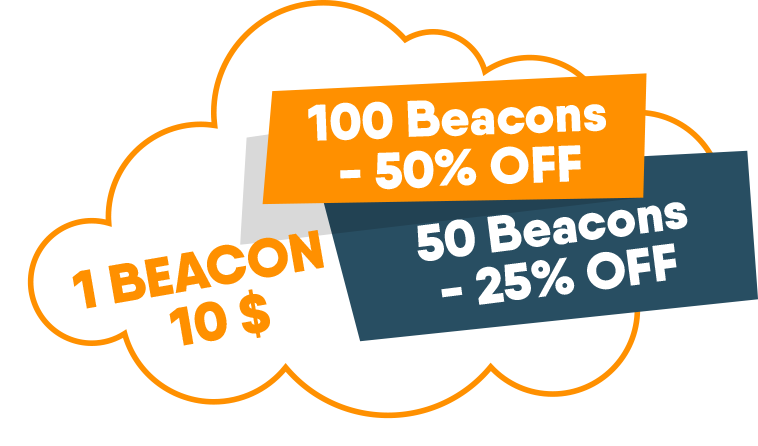 100 Beacons
- 50% OFF
50 Beacons
- 25% OFF
1 BEACON
10 $